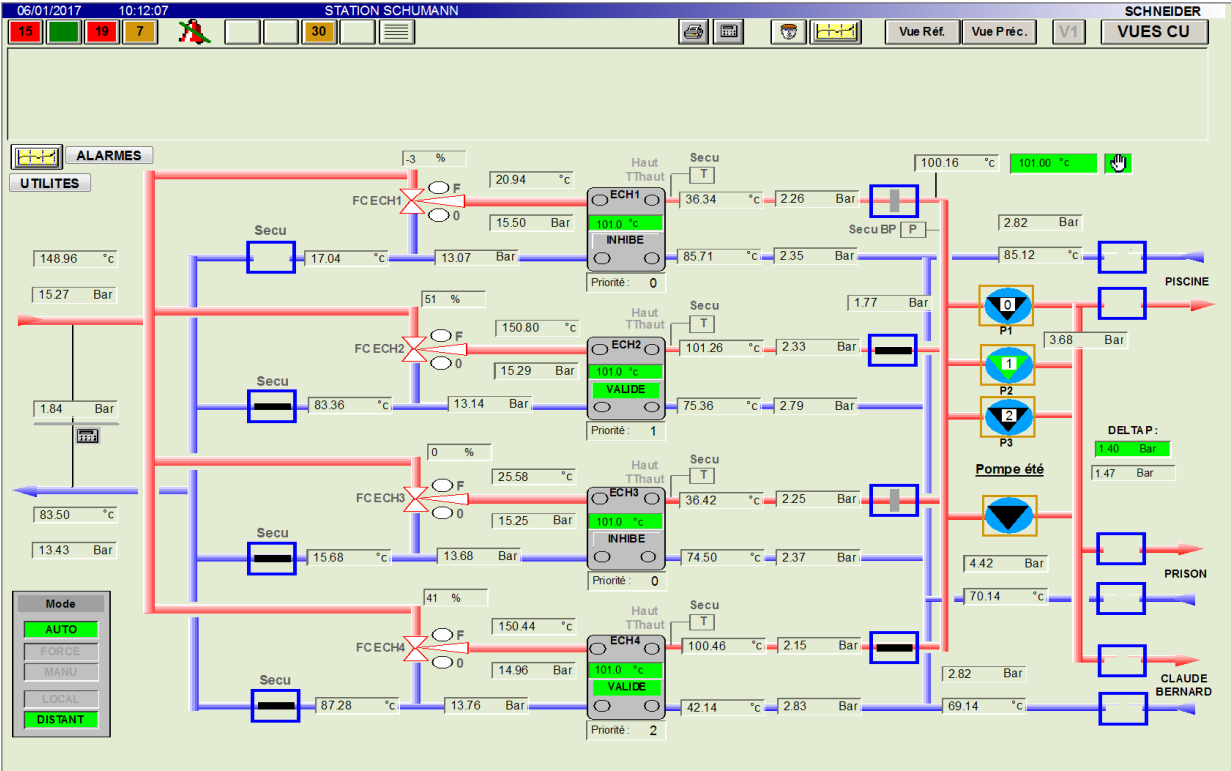 06/01/2017 10:12:07 STATION SCHUMANN SCHNEIDER
15 19 7 30 Vue Réf. Vue Préc. V1 VUES CU
ALARMES
UTILITES
-3 %
Haut Secu
TThaut T
100.16 °c 101.00 °c
20.94 °c
FCECH1 F
0
ECH1
36.34 °c 2.26 Bar
15.50 Bar
101.0 °c
INHIBE
Secu BP P
2.82 Bar
Secu
148.96 °c
17.04 °c 13.07 Bar
85.71 °c 2.35 Bar
85.12 °c
PISCINE
Priorité : 0
15.27 Bar
51 %
1.77 Bar
0
P1
Haut Secu
TThaut T
150.80 °c
FCECH2 F
0
ECH2
101.26 °c 2.33 Bar
3.68 Bar
15.29 Bar
101.0 °c
VALIDE
1
P2
Secu
1.84 Bar
83.36 °c 13.14 Bar
75.36 °c 2.79 Bar
2
P3
Priorité : 1
DELTAP :
1.40 Bar
1.47 Bar
0 %
Haut Secu
TThaut T
Pompe été
25.58 °c
FCECH3 F
0
ECH3
36.42 °c 2.25 Bar
83.50 °c
15.25 Bar
101.0 °c
INHIBE
Secu
13.43 Bar
15.68 °c 13.68 Bar
74.50 °c 2.37 Bar
4.42 Bar
PRISON
Priorité : 0
70.14 °c
Mode
AUTO
FORCE
MANU
LOCAL
DISTANT
41 %
Haut Secu
TThaut T
150.44 °c
FCECH4 F
0
ECH4
100.46 °c 2.15 Bar
14.96 Bar
101.0 °c
VALIDE
2.82 Bar
CLAUDE
BERNARD
Secu
87.28 °c 13.76 Bar
42.14 °c 2.83 Bar
69.14 °c
Priorité : 2